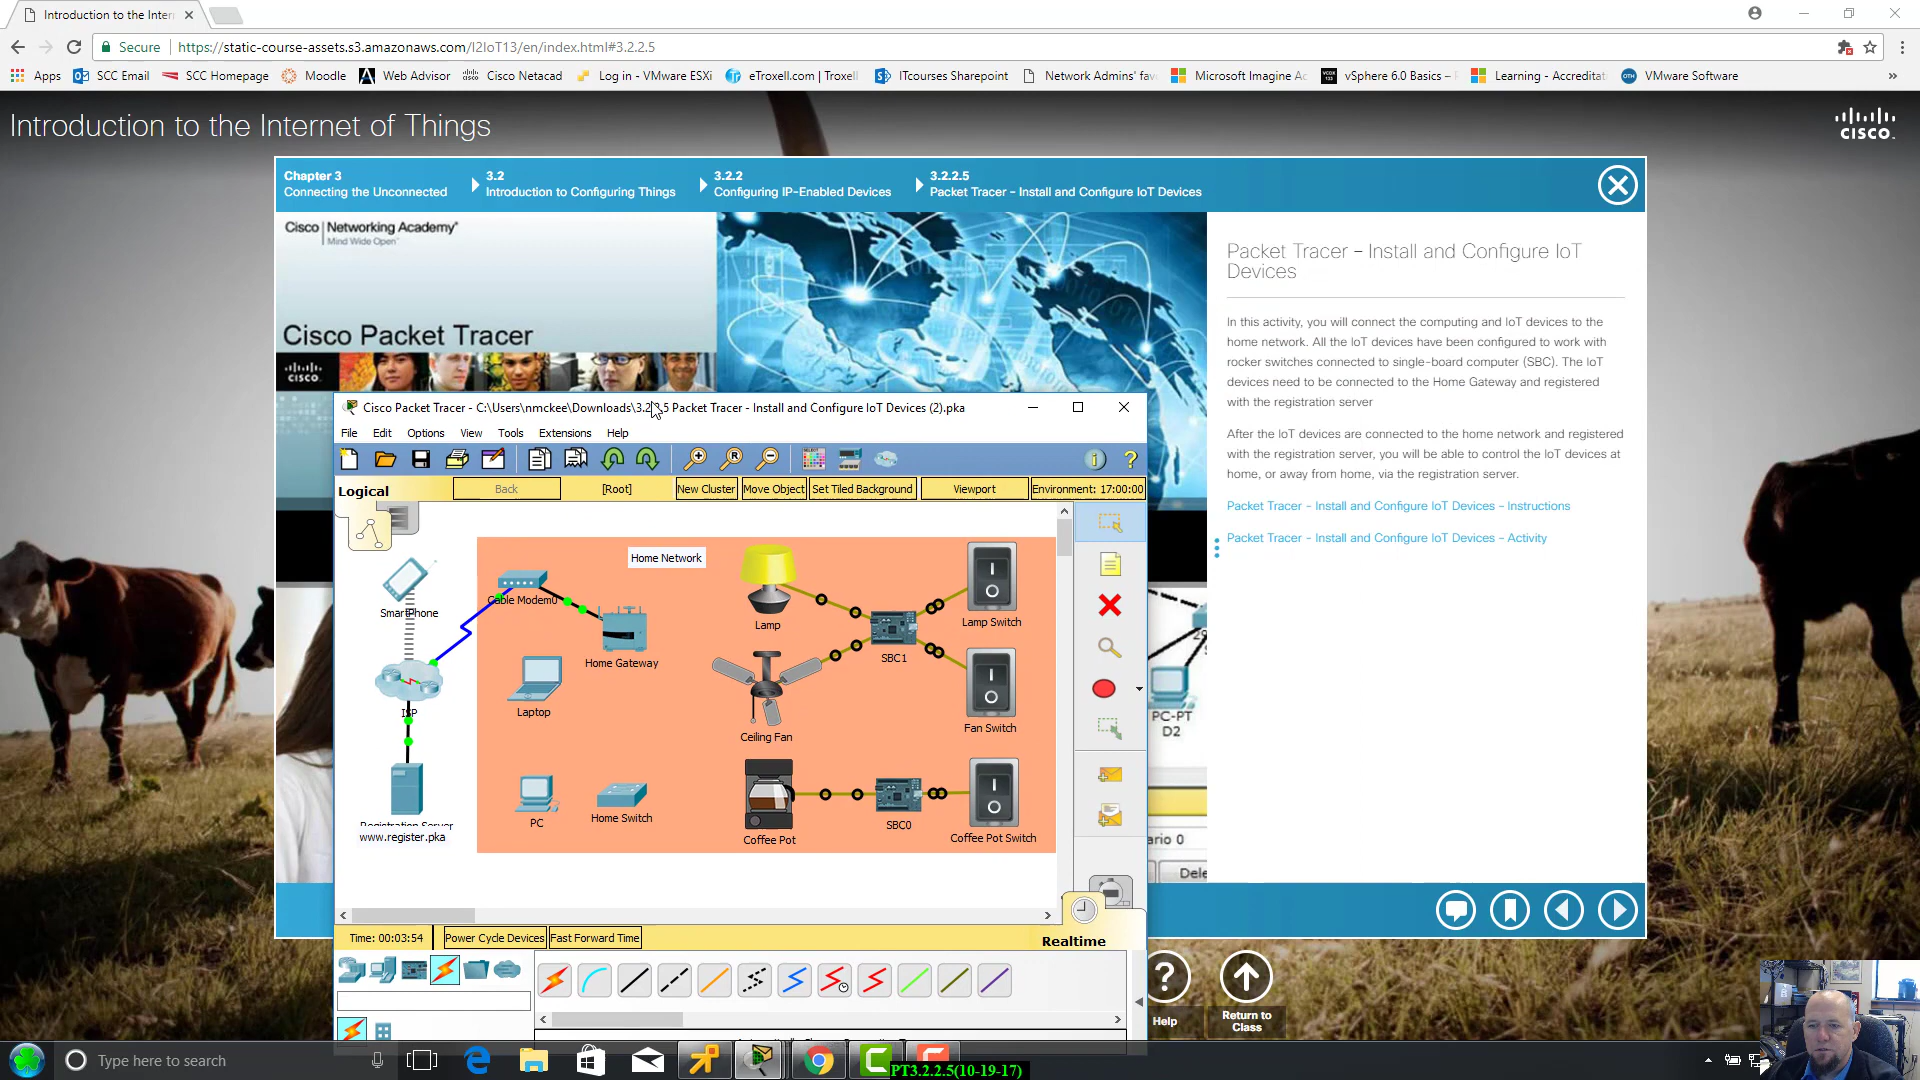 Introduction to the Inter
Secure
https://static-course-assets.s3.amazonaws.com/I2IoT13/en/index.html#3.2.2.5
Apps
SCC Email
SCC Homepage
Moodle
Web Advisor
Cisco Netacad
Log in - VMware ESXi
eTroxell.com | Troxell
ITcourses Sharepoint
Network Admins' fav
Microsoft Imagine Ac
vSphere 6.0 Basics –
Learning - Accreditat
VMware Software
Introduction to the Internet of Things
CISCO
Chapter 3
Connecting the Unconnected
3.2
Introduction to Configuring Things
3.2.2
Configuring IP-Enabled Devices
3.2.2.5
Packet Tracer – Install and Configure IoT Devices
Cisco Networking Academy
Mind Wide Open
Cisco Packet Tracer
CISCO
Packet Tracer – Install and Configure IoT
Devices
In this activity, you will connect the computing and IoT devices to the
home network. All the IoT devices have been configured to work with
rocker switches connected to single-board computer (SBC). The IoT
devices need to be connected to the Home Gateway and registered
with the registration server
After the IoT devices are connected to the home network and registered
with the registration server, you will be able to control the IoT devices at
home, or away from home, via the registration server.
Packet Tracer – Install and Configure IoT Devices – Instructions
Packet Tracer – Install and Configure IoT Devices – Activity
Cisco Packet Tracer - C:\Users\nmckee\Downloads\3.2.2.5 Packet Tracer - Install and Configure IoT Devices (2).pka
File
Edit
Options
View
Tools
Extensions
Help
Logical
Back
[Root]
New Cluster
Move Object
Set Tiled Background
Viewport
Environment: 17:00:00
Home Network
Cable Modem0
SmartPhone
Home Gateway
Lamp
Lamp Switch
SBC1
ISP
Laptop
Ceiling Fan
Fan Switch
PC
Home Switch
Registration Server
www.register.pka
Coffee Pot
SBC0
Coffee Pot Switch
PC-PT
D2
29
ario 0
Dele
Time: 00:03:54
Power Cycle Devices
Fast Forward Time
Realtime
Help
Return to
Class
Type here to search
PT3.2.2.5(10-19-17)